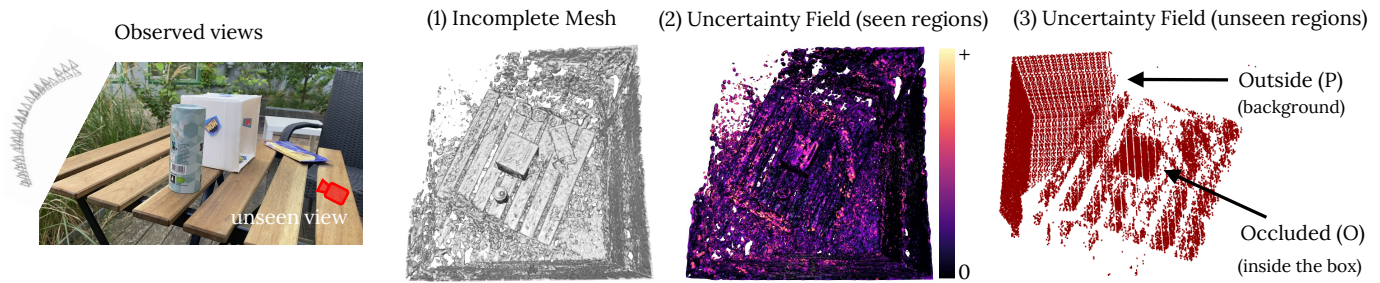 Observed views
unseen view
(1) Incomplete Mesh
(2) Uncertainty Field (seen regions)
+
0
(3) Uncertainty Field (unseen regions)
Outside (P)
(background)
Occluded (O)
(inside the box)